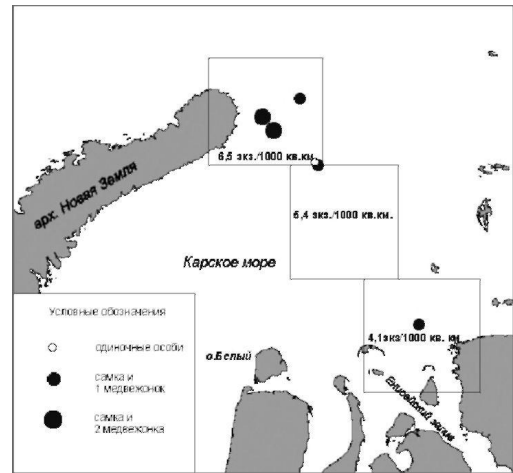 6,5 экз./1000 кв.км
арх. Новая Земля
5,4 экз./1000 кв.км.
Карское море
4,1экз/1000 кв. км
о.Белый
Енисейский залив
Условные обозначения
одиночные особи
самка и
1 медвежонок
самка и
2 медвежонка